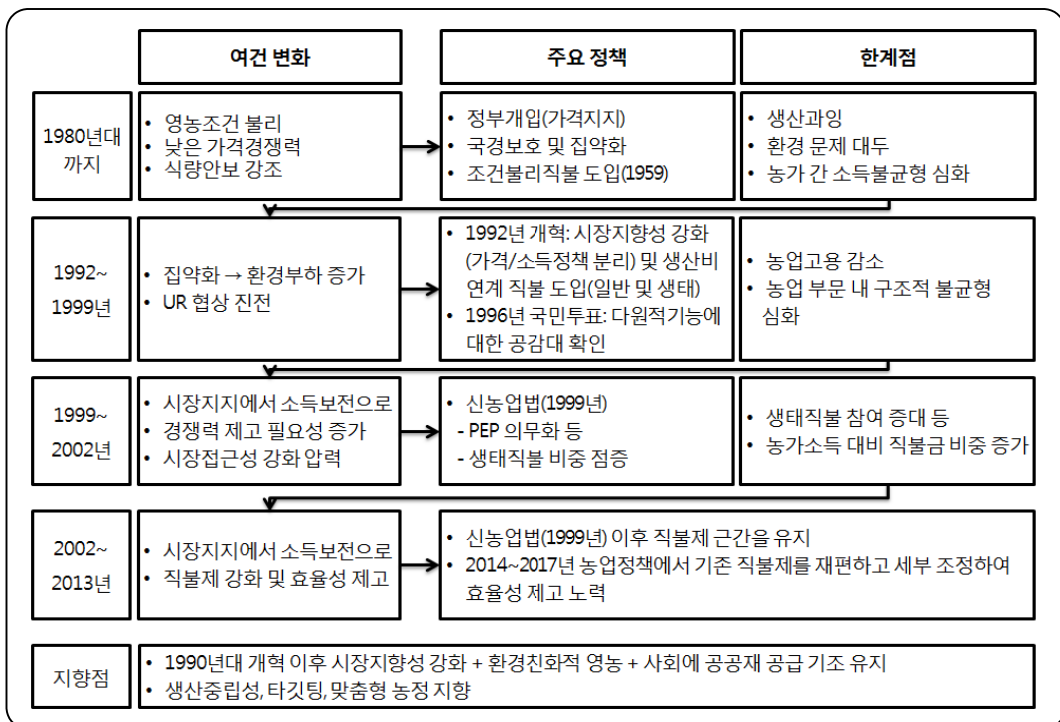 여건 변화
주요 정책
한계점
1980년대
까지
• 영농조건 불리
• 낮은 가격경쟁력
• 식량안보 강조
• 정부개입(가격지지)
• 국경보호 및 집약화
• 조건불리직불 도입(1959)
• 생산과잉
• 환경 문제 대두
• 농가 간 소득불균형 심화
1992~
1999년
• 집약화 → 환경부하 증가
• UR 협상 진전
• 1992년 개혁: 시장지향성 강화
(가격/소득정책 분리) 및 생산비
연계 직불 도입(일반 및 생태)
• 1996년 국민투표: 다원적기능에
대한 공감대 확인
• 농업고용 감소
• 농업 부문 내 구조적 불균형
심화
1999~
2002년
• 시장지지에서 소득보전으로
• 경쟁력 제고 필요성 증가
• 시장접근성 강화 압력
• 신농업법(1999년)
- PEP 의무화 등
- 생태직불 비중 점증
• 생태직불 참여 증대 등
• 농가소득 대비 직불금 비중 증가
2002~
2013년
• 시장지지에서 소득보전으로
• 직불제 강화 및 효율성 제고
• 신농업법(1999년) 이후 직불제 근간을 유지
• 2014~2017년 농업정책에서 기존 직불제를 재편하고 세부 조정하여
효율성 제고 노력
지향점
• 1990년대 개혁 이후 시장지향성 강화 + 환경친화적 영농 + 사회에 공공재 공급 기조 유지
• 생산중립성, 타깃팅, 맞춤형 농정 지향